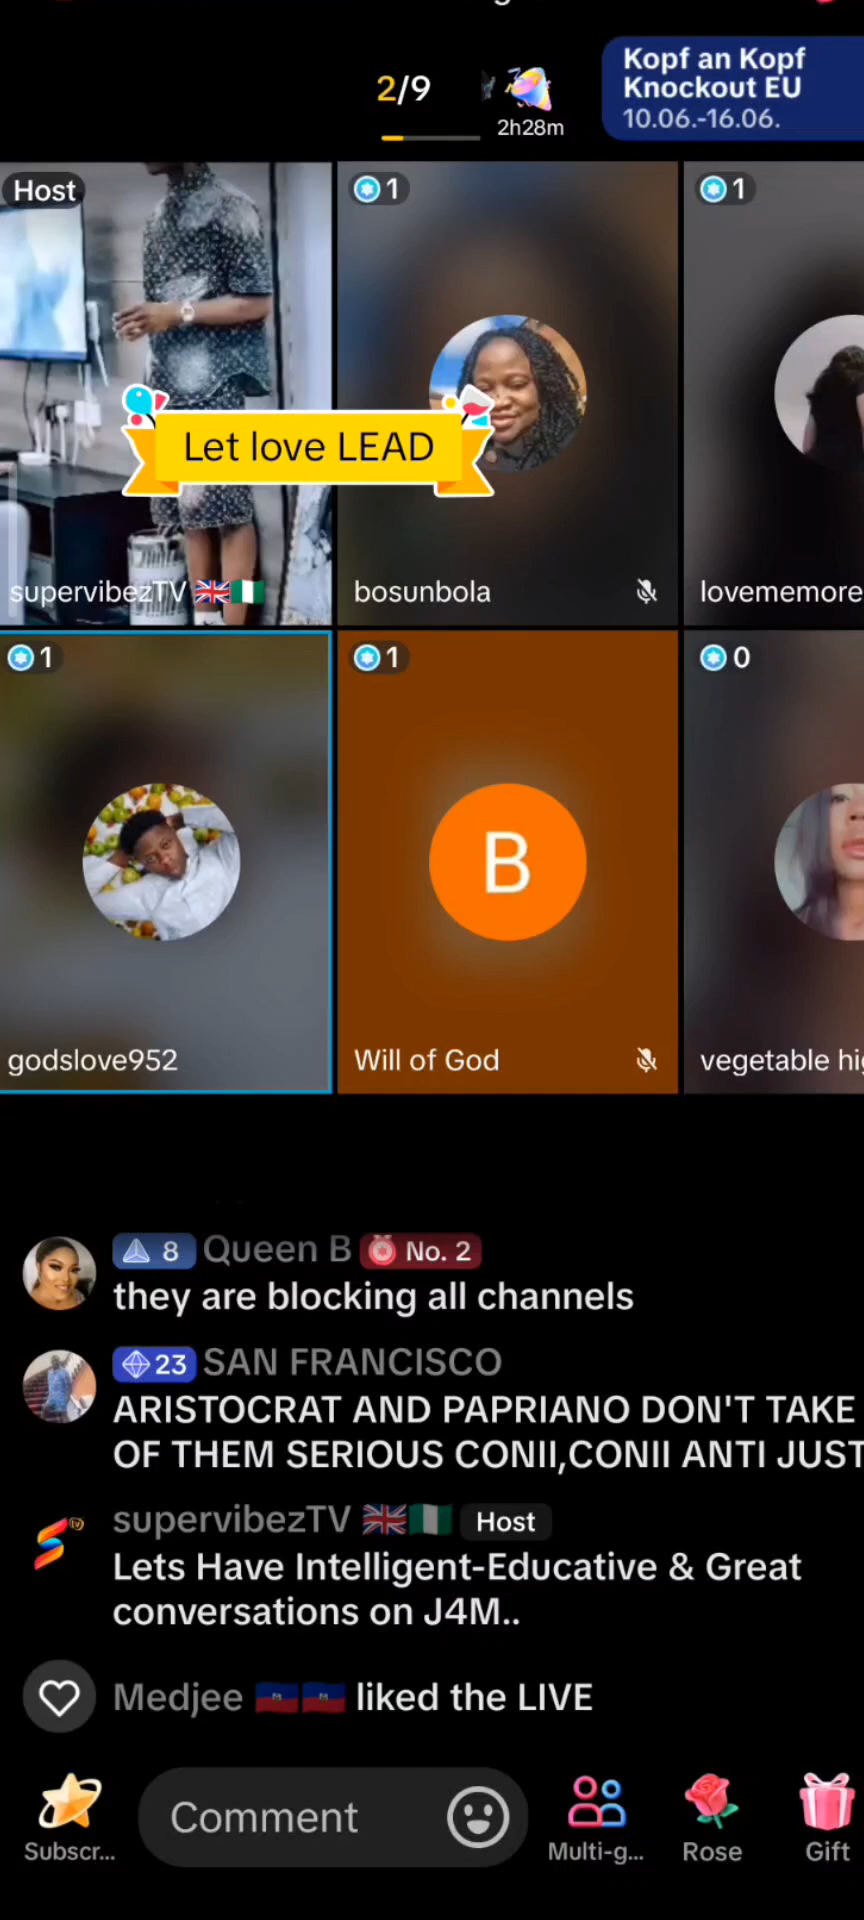 2/9
2h28m
Kopf an Kopf
Knockout EU
10.06.-16.06.
Host
1
1
Let love LEAD
supervibezTV 🇬🇧🇳🇬
bosunbola
lovememore
1
1
0
B
godslove952
Will of God
vegetable hi
8 Queen B No. 2
they are blocking all channels
23 SAN FRANCISCO
ARISTOCRAT AND PAPRIANO DON'T TAKE
OF THEM SERIOUS CONII,CONII ANTI JUST
supervibezTV 🇬🇧🇳🇬 Host
Lets Have Intelligent-Educative & Great
conversations on J4M..
Medjee 🇭🇹🇭🇹 liked the LIVE
Subscr...
Comment
Multi-g...
Rose
Gift